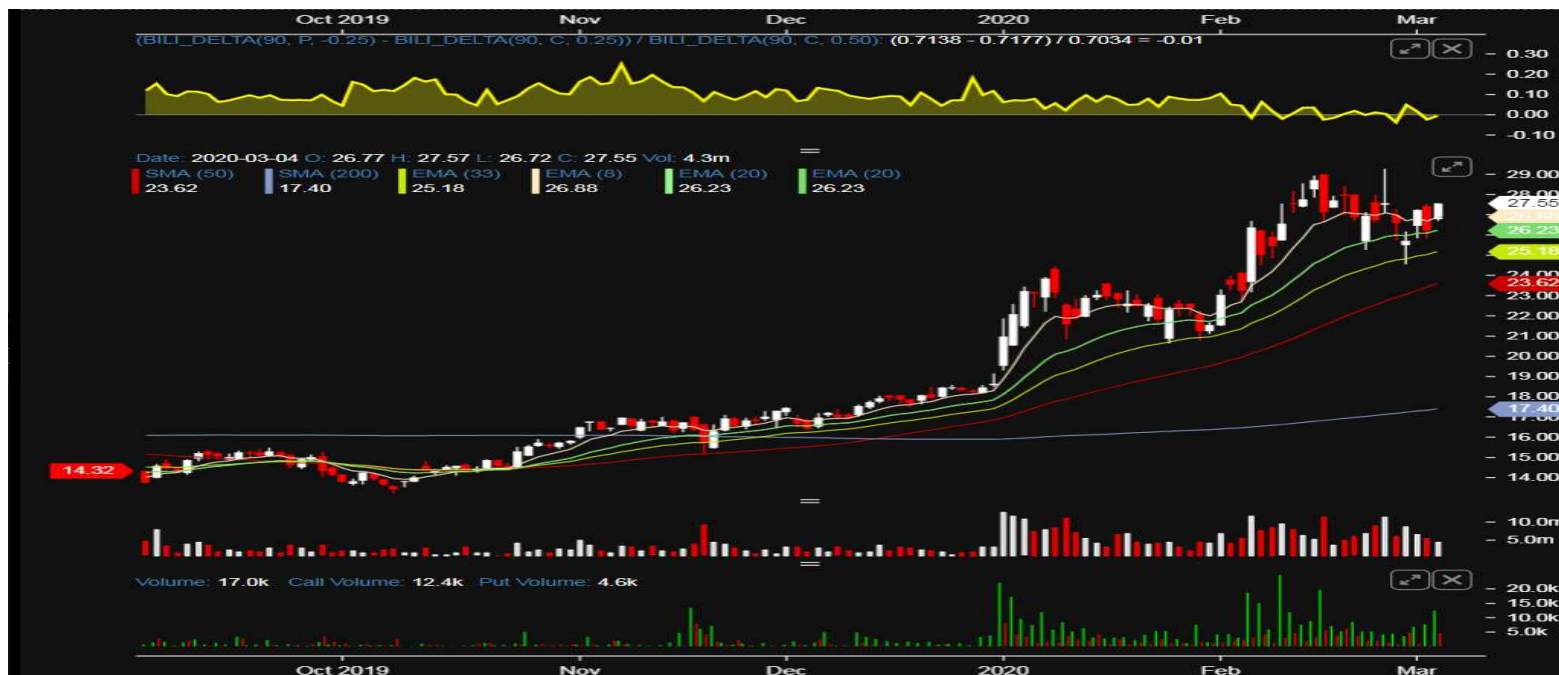 Oct 2019 Nov Dec 2020 Feb Mar
(BILI_DELTA(90, P, -0.25) - BILI_DELTA(90, C, 0.25)) / BILI_DELTA(90, C, 0.50): (0.7138 - 0.7177) / 0.7034 = -0.01
0.30
0.20
0.10
0.00
-0.10
Date: 2020-03-04 O: 26.77 H: 27.57 L: 26.72 C: 27.55 Vol: 4.3m
SMA (50) SMA (200) EMA (33) EMA (8) EMA (20) EMA (20)
23.62 17.40 25.18 26.88 26.23 26.23
29.00
28.00
27.55
26.88
26.23
25.18
24.00
23.62
23.00
22.00
21.00
20.00
19.00
18.00
17.40
17.00
16.00
15.00
14.32
14.00
10.0m
5.0m
Volume: 17.0k Call Volume: 12.4k Put Volume: 4.6k
20.0k
15.0k
10.0k
5.0k
Oct 2019 Nov Dec 2020 Feb Mar